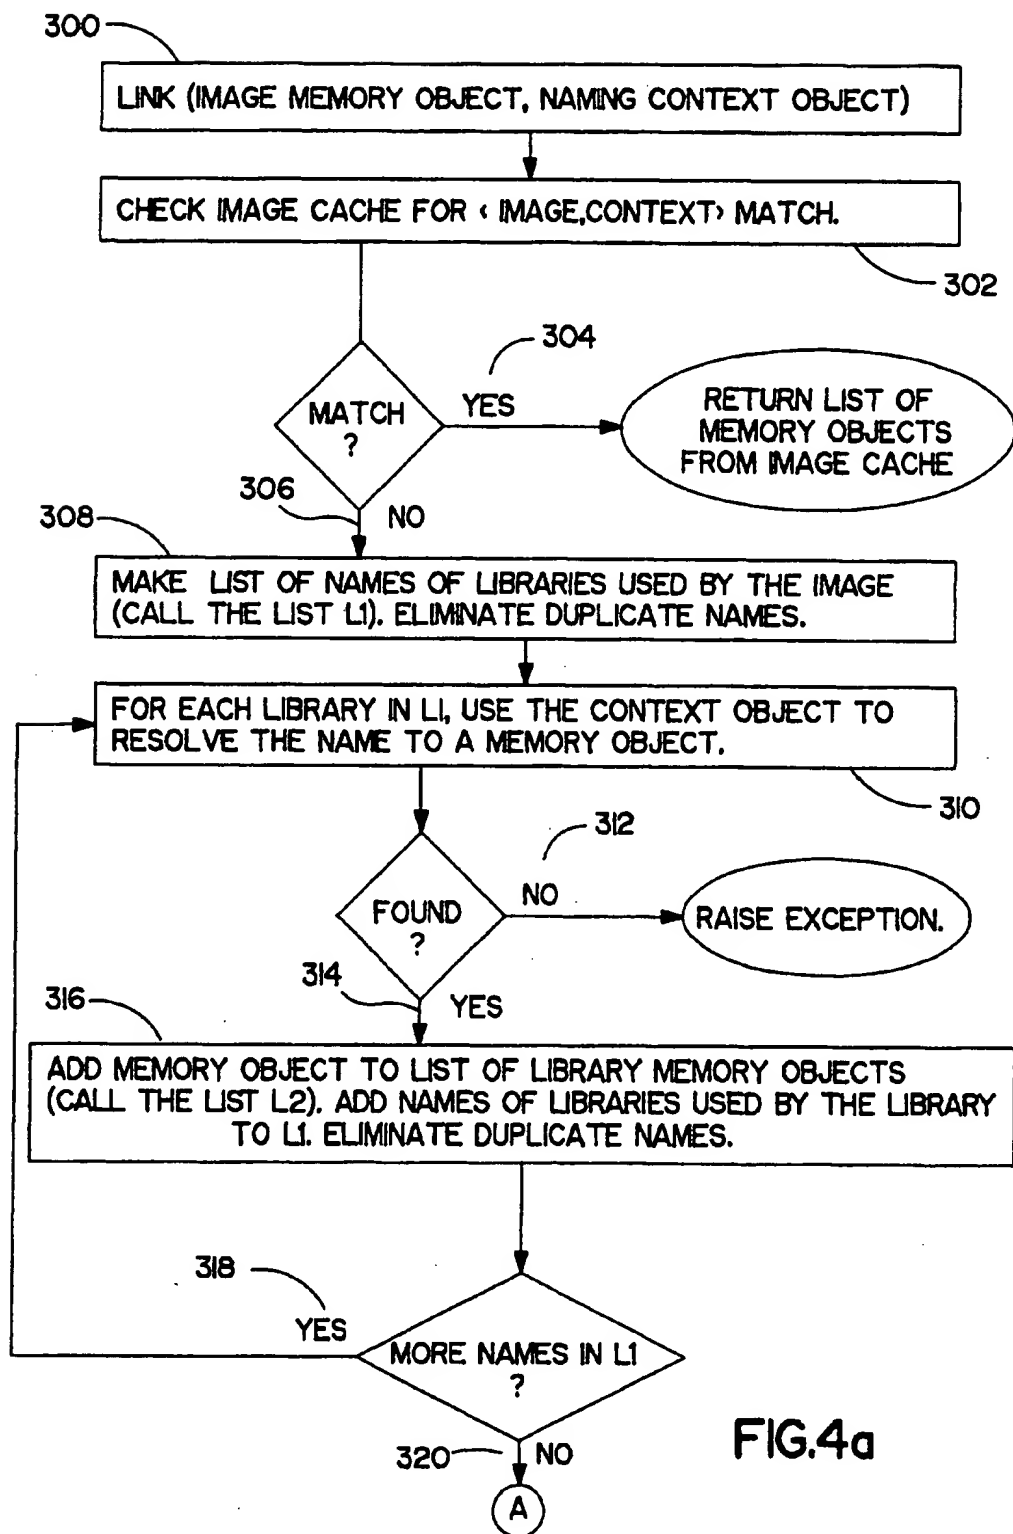 300
LINK (IMAGE MEMORY OBJECT, NAMING CONTEXT OBJECT)
CHECK IMAGE CACHE FOR ‹ IMAGE,CONTEXT› MATCH.
302
304
MATCH
?
YES
RETURN LIST OF
MEMORY OBJECTS
FROM IMAGE CACHE
306
NO
308
MAKE LIST OF NAMES OF LIBRARIES USED BY THE IMAGE
(CALL THE LIST L1). ELIMINATE DUPLICATE NAMES.
FOR EACH LIBRARY IN L1, USE THE CONTEXT OBJECT TO
RESOLVE THE NAME TO A MEMORY OBJECT.
310
312
FOUND
?
NO
RAISE EXCEPTION.
314
YES
316
ADD MEMORY OBJECT TO LIST OF LIBRARY MEMORY OBJECTS
(CALL THE LIST L2). ADD NAMES OF LIBRARIES USED BY THE LIBRARY
TO L1. ELIMINATE DUPLICATE NAMES.
318
YES
MORE NAMES IN L1
?
320
NO
A
FIG.4a